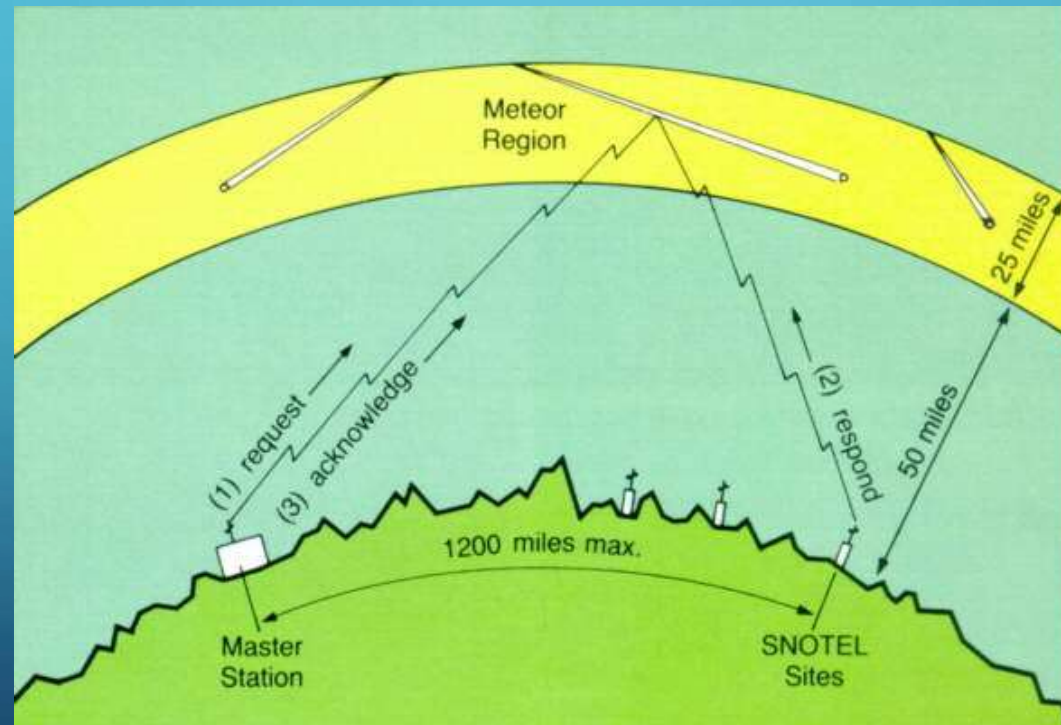 Meteor
Region
25 miles
50 miles
(1) request
(3) acknowledge
(2) respond
1200 miles max.
Master
Station
SNOTEL
Sites